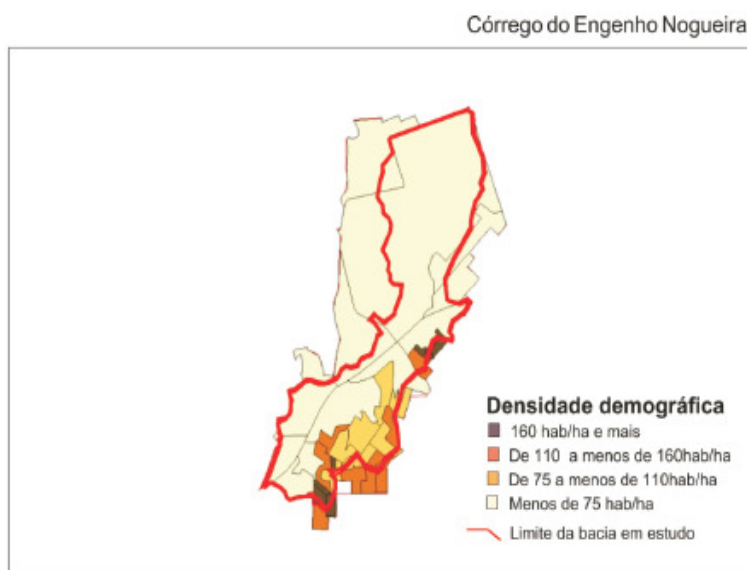 Córrego do Engenho Nogueira
Densidade demográfica
160 hab/ha e mais
De 110 a menos de 160hab/ha
De 75 a menos de 110hab/ha
Menos de 75 hab/ha
Limite da bacia em estudo